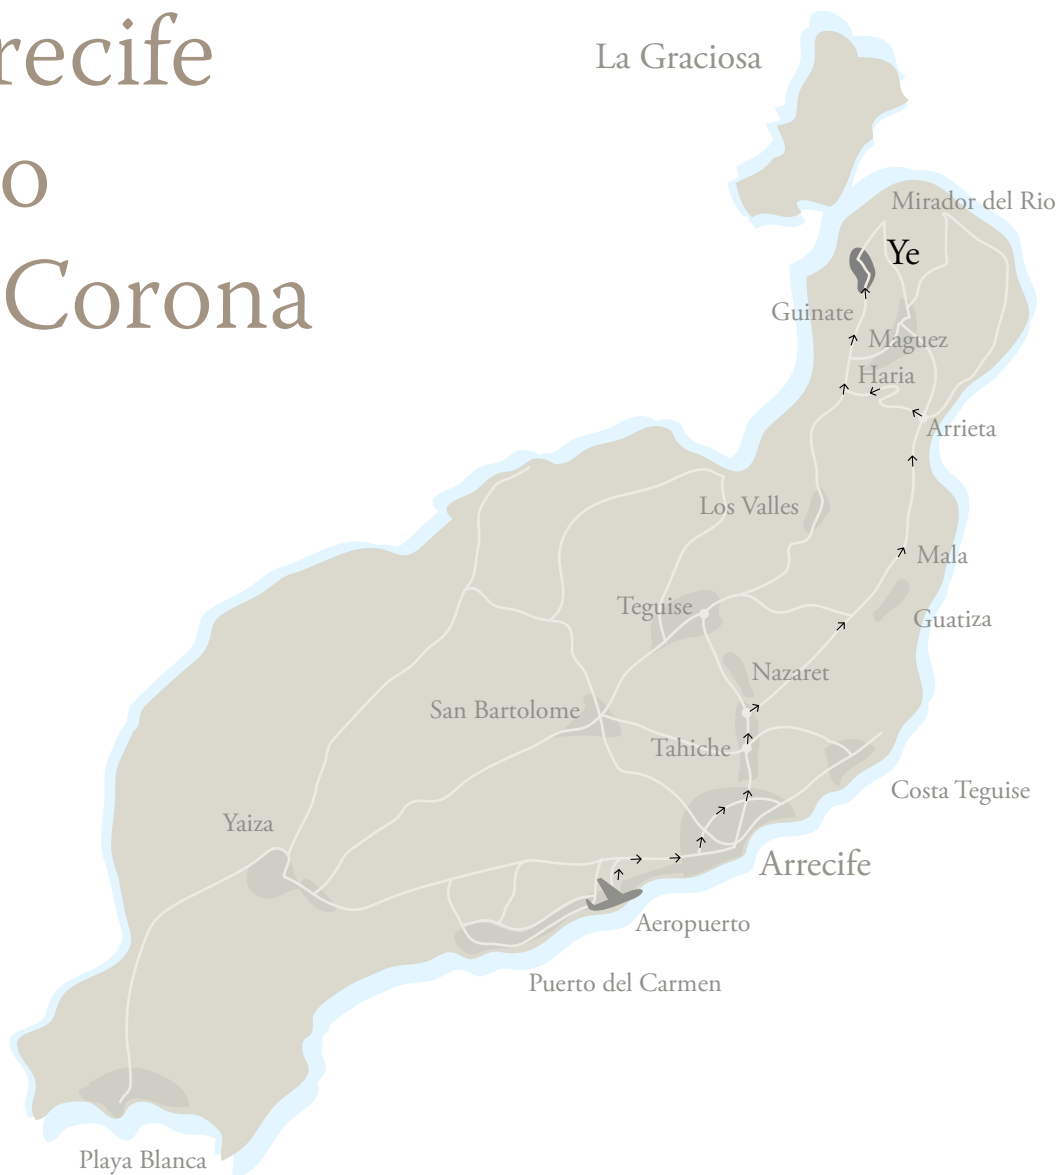 recife
o
Corona
La Graciosa
Mirador del Rio
Ye
Guinate
Maguez
Haria
Arrieta
Los Valles
Mala
Teguise
Guatiza
Nazaret
San Bartolome
Tahiche
Costa Teguise
Yaiza
Arrecife
Aeropuerto
Puerto del Carmen
Playa Blanca